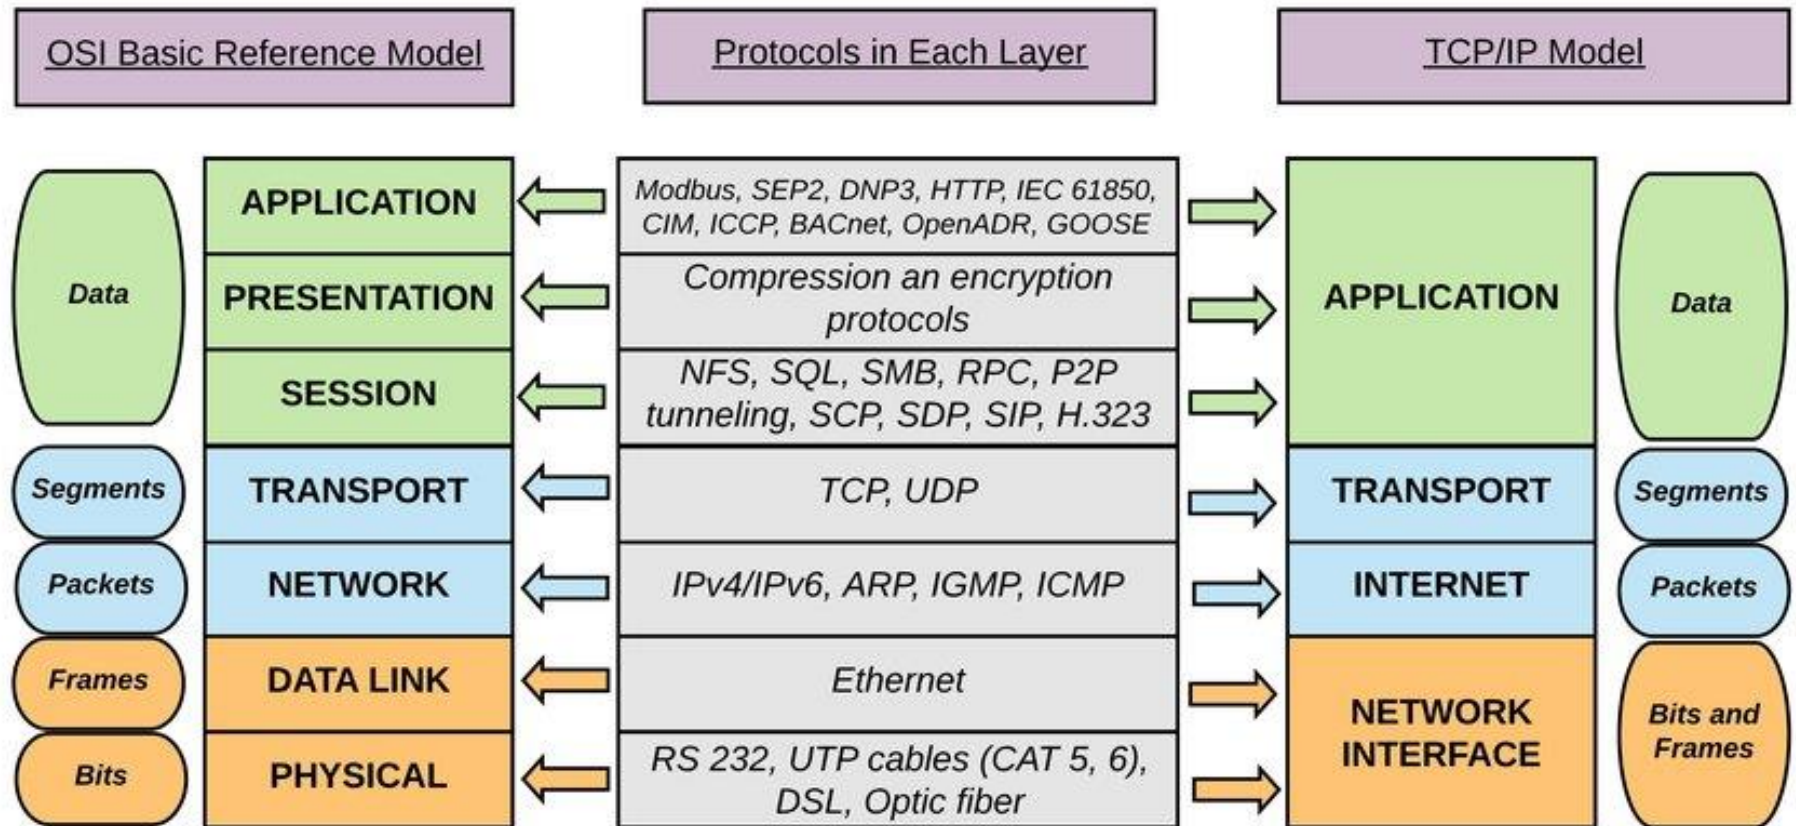 OSI Basic Reference Model
Protocols in Each Layer
TCP/IP Model
Data
APPLICATION
Modbus, SEP2, DNP3, HTTP, IEC 61850,
CIM, ICCP, BACnet, OpenADR, GOOSE
PRESENTATION
Compression an encryption
protocols
SESSION
NFS, SQL, SMB, RPC, P2P
tunneling, SCP, SDP, SIP, H.323
APPLICATION
Data
Segments
TRANSPORT
TCP, UDP
TRANSPORT
Segments
Packets
NETWORK
IPv4/IPv6, ARP, IGMP, ICMP
INTERNET
Packets
Frames
DATA LINK
Ethernet
Bits
PHYSICAL
RS 232, UTP cables (CAT 5, 6),
DSL, Optic fiber
NETWORK
INTERFACE
Bits and
Frames